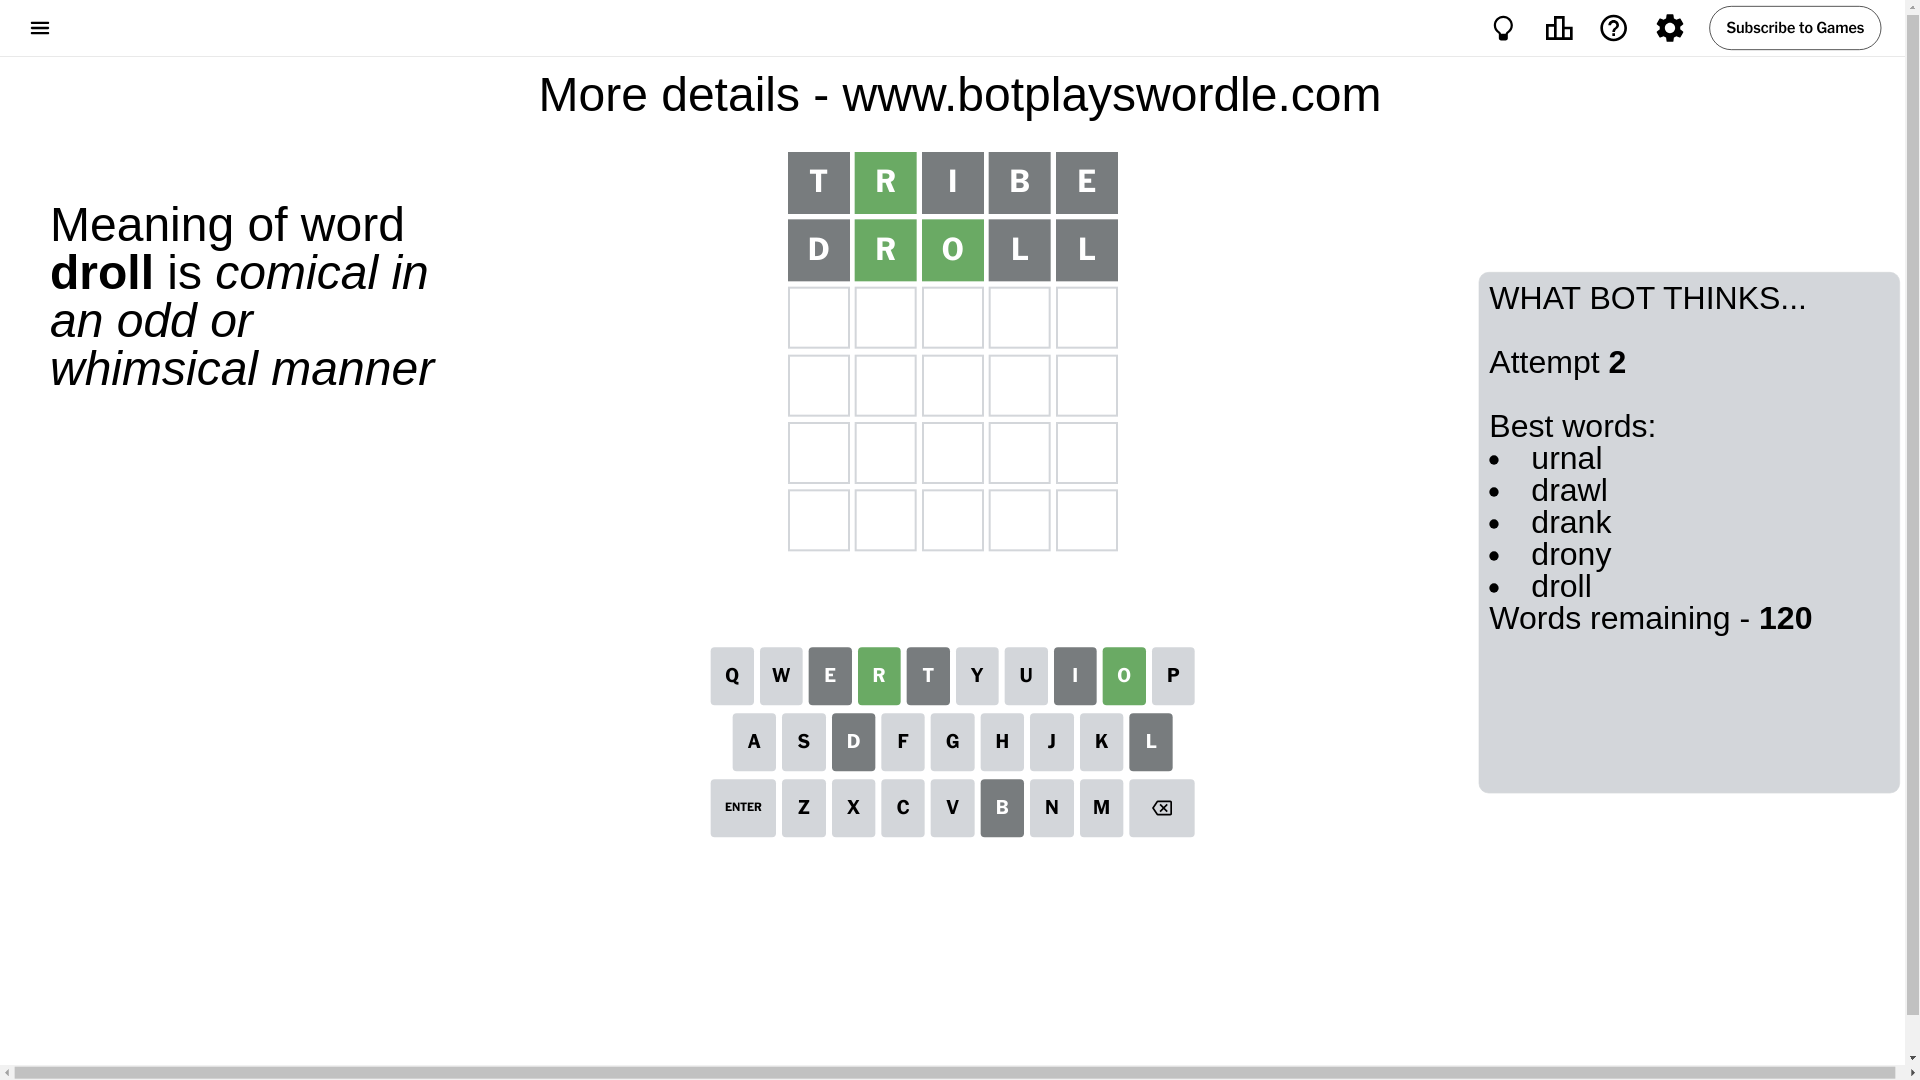 Subscribe to Games
More details - www.botplayswordle.com
T R I B E
D R O L L
Meaning of word
droll is comical in
an odd or
whimsical manner
WHAT BOT THINKS...
Attempt 2
Best words:
• urnal
• drawl
• drank
• drony
• droll
Words remaining - 120
Q W E R T Y U I O P
A S D F G H J K L
ENTER Z X C V B N M